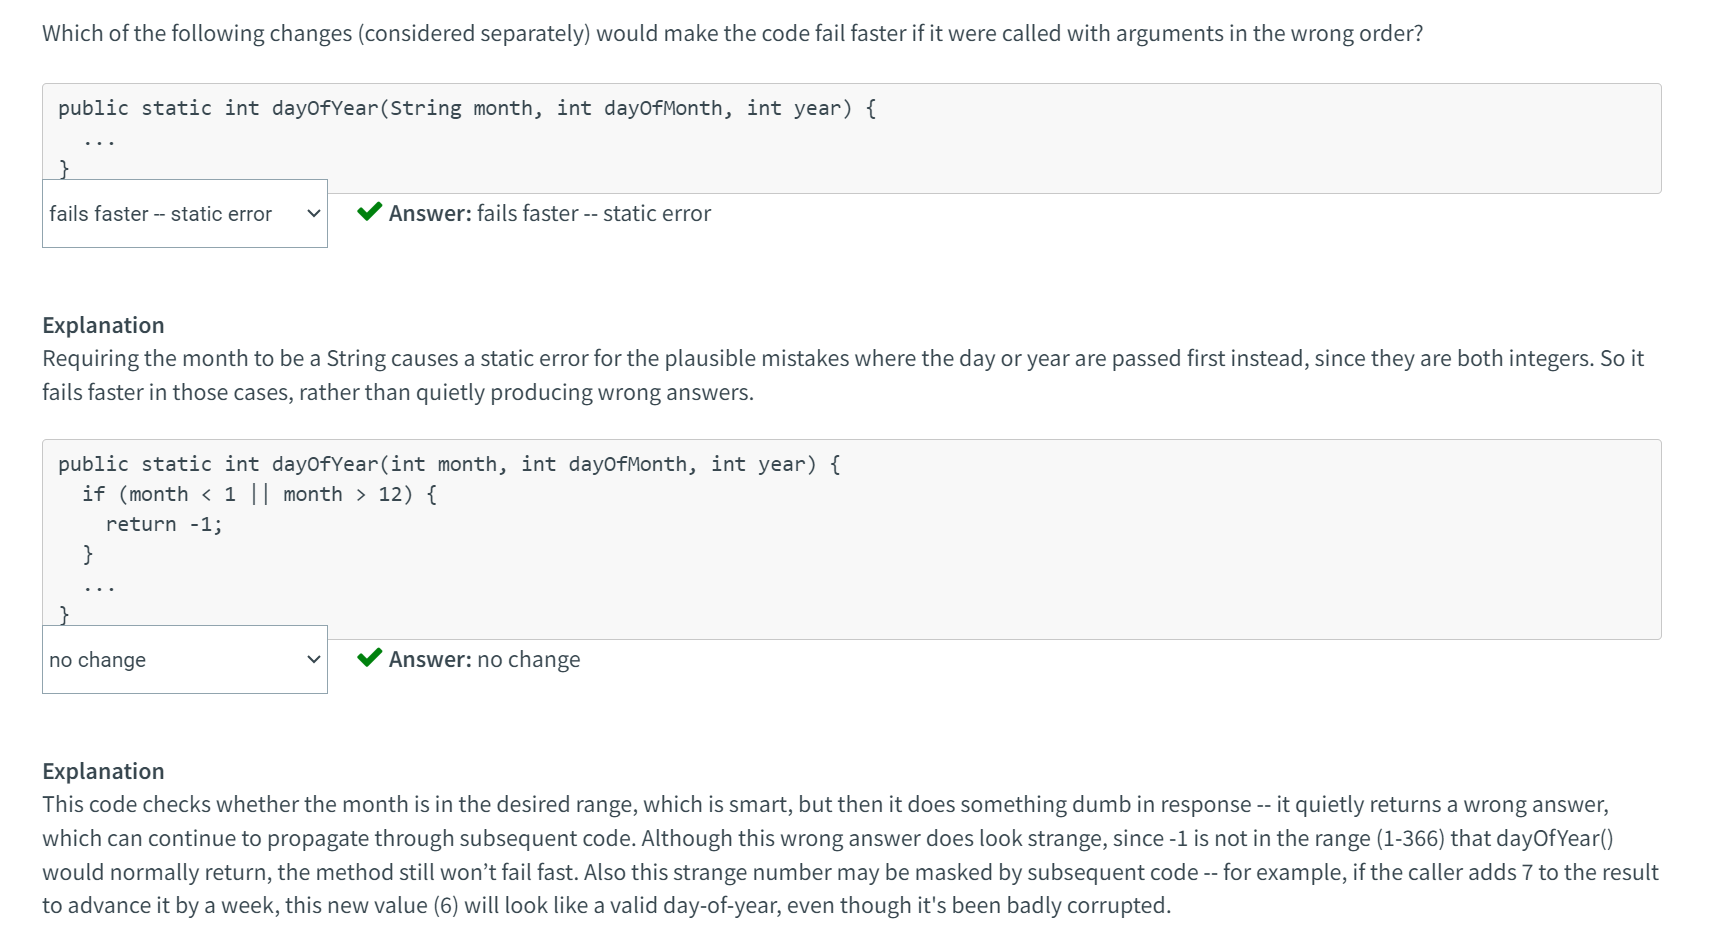 Which of the following changes (considered separately) would make the code fail faster if it were called with arguments in the wrong order?
public static int dayOfYear(String month, int dayOfMonth, int year) {
...
}
fails faster -- static error
Answer: fails faster -- static error
Explanation
Requiring the month to be a String causes a static error for the plausible mistakes where the day or year are passed first instead, since they are both integers. So it
fails faster in those cases, rather than quietly producing wrong answers.
public static int dayOfYear(int month, int dayOfMonth, int year) {
if (month < 1 || month > 12) {
return -1;
}
...
}
no change
Answer: no change
Explanation
This code checks whether the month is in the desired range, which is smart, but then it does something dumb in response -- it quietly returns a wrong answer,
which can continue to propagate through subsequent code. Although this wrong answer does look strange, since -1 is not in the range (1-366) that dayOfYear()
would normally return, the method still won’t fail fast. Also this strange number may be masked by subsequent code -- for example, if the caller adds 7 to the result
to advance it by a week, this new value (6) will look like a valid day-of-year, even though it's been badly corrupted.